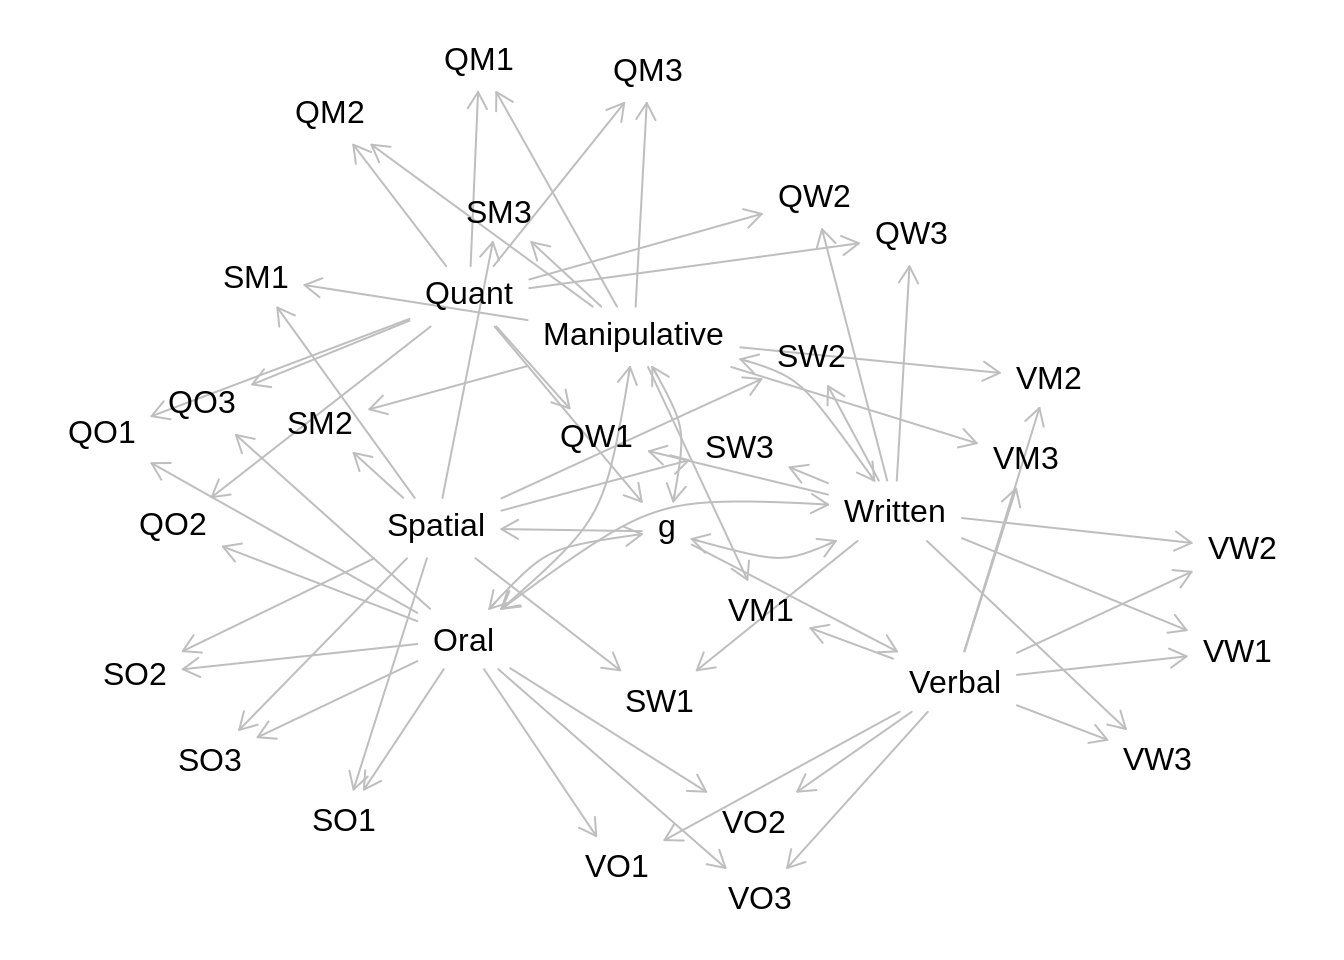 QM1
QM3
QM2
QW2
SM3
QW3
SM1
Quant
Manipulative
SW2
VM2
QO3
SM2
QO1
QW1
SW3
VM3
Written
QO2
Spatial
g
VW2
VM1
Oral
VW1
SO2
Verbal
SW1
SO3
VW3
SO1
VO2
VO1
VO3